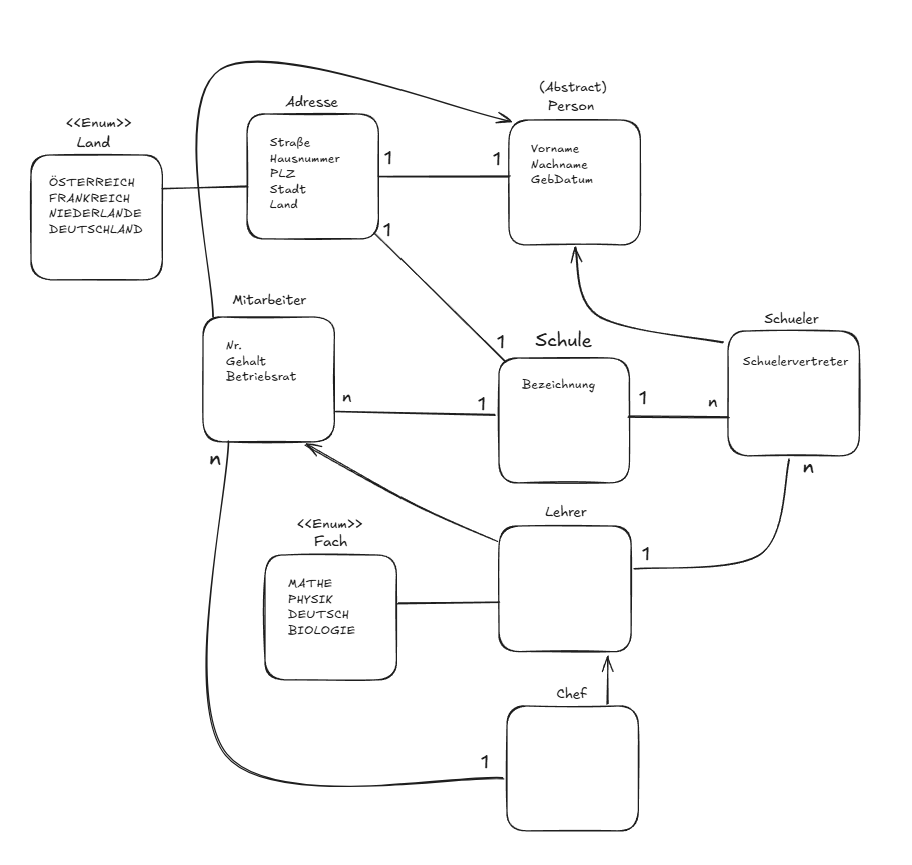 (Abstract)
Person
Adresse
<<Enum>>
Land
Straße
Hausnummer
PLZ
Stadt
Land
1
1
Vorname
Nachname
GebDatum
ÖSTERREICH
FRANKREICH
NIEDERLANDE
DEUTSCHLAND
1
Mitarbeiter
Schueler
Nr.
Gehalt
Betriebsrat
1
Schule
Schuelervertreter
Bezeichnung
n
1
1
n
n
n
Lehrer
<<Enum>>
Fach
1
MATHE
PHYSIK
DEUTSCH
BIOLOGIE
Chef
1